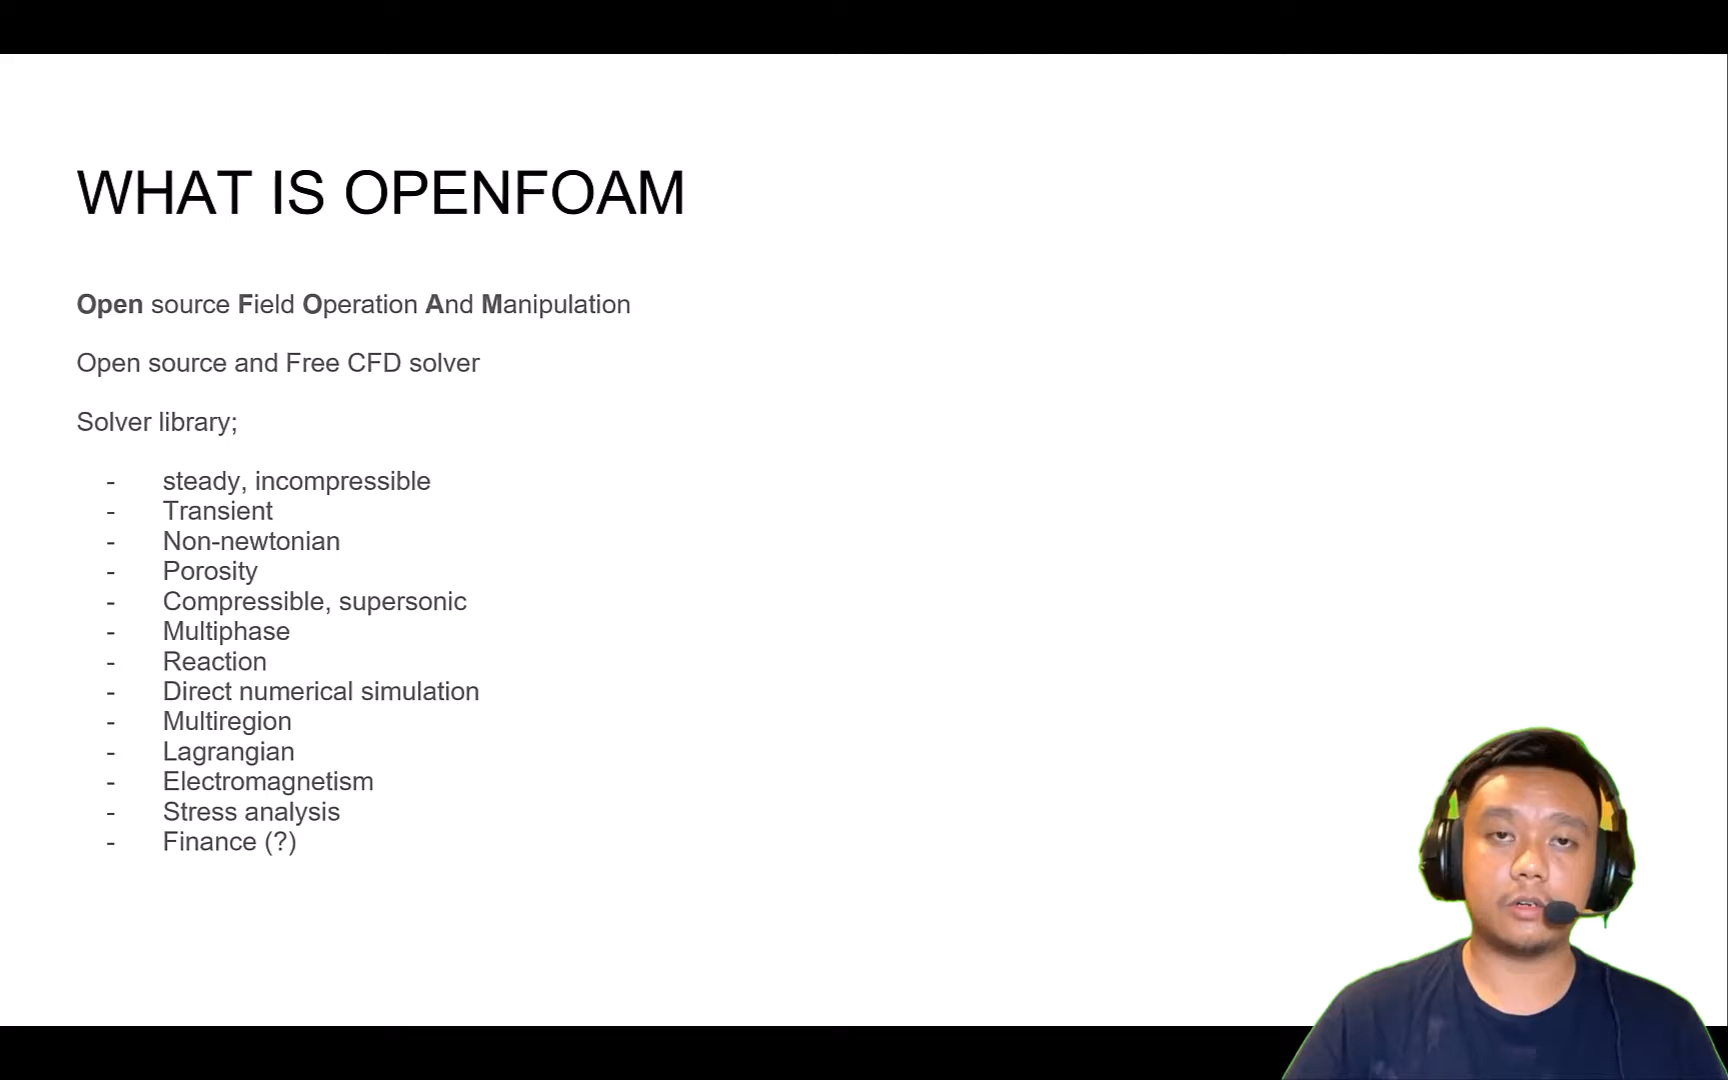 WHAT IS OPENFOAM
Open source Field Operation And Manipulation
Open source and Free CFD solver
Solver library;
- steady, incompressible
- Transient
- Non-newtonian
- Porosity
- Compressible, supersonic
- Multiphase
- Reaction
- Direct numerical simulation
- Multiregion
- Lagrangian
- Electromagnetism
- Stress analysis
- Finance (?)